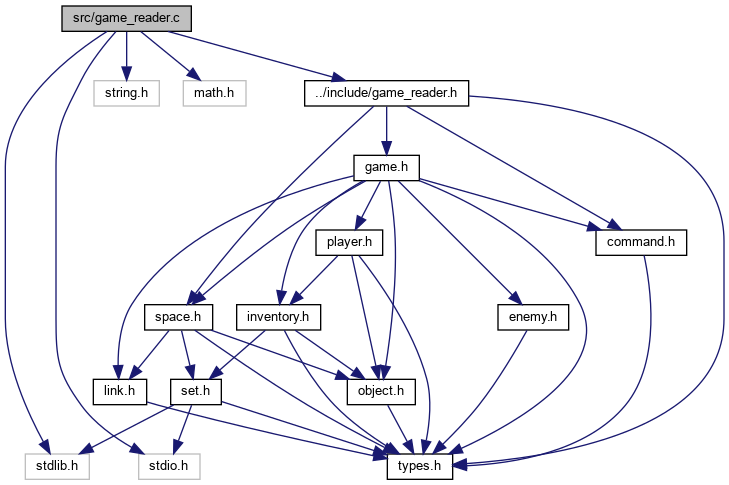 src/game_reader.c
string.h
math.h
../include/game_reader.h
game.h
player.h
command.h
space.h
inventory.h
enemy.h
link.h
set.h
object.h
stdlib.h
stdio.h
types.h